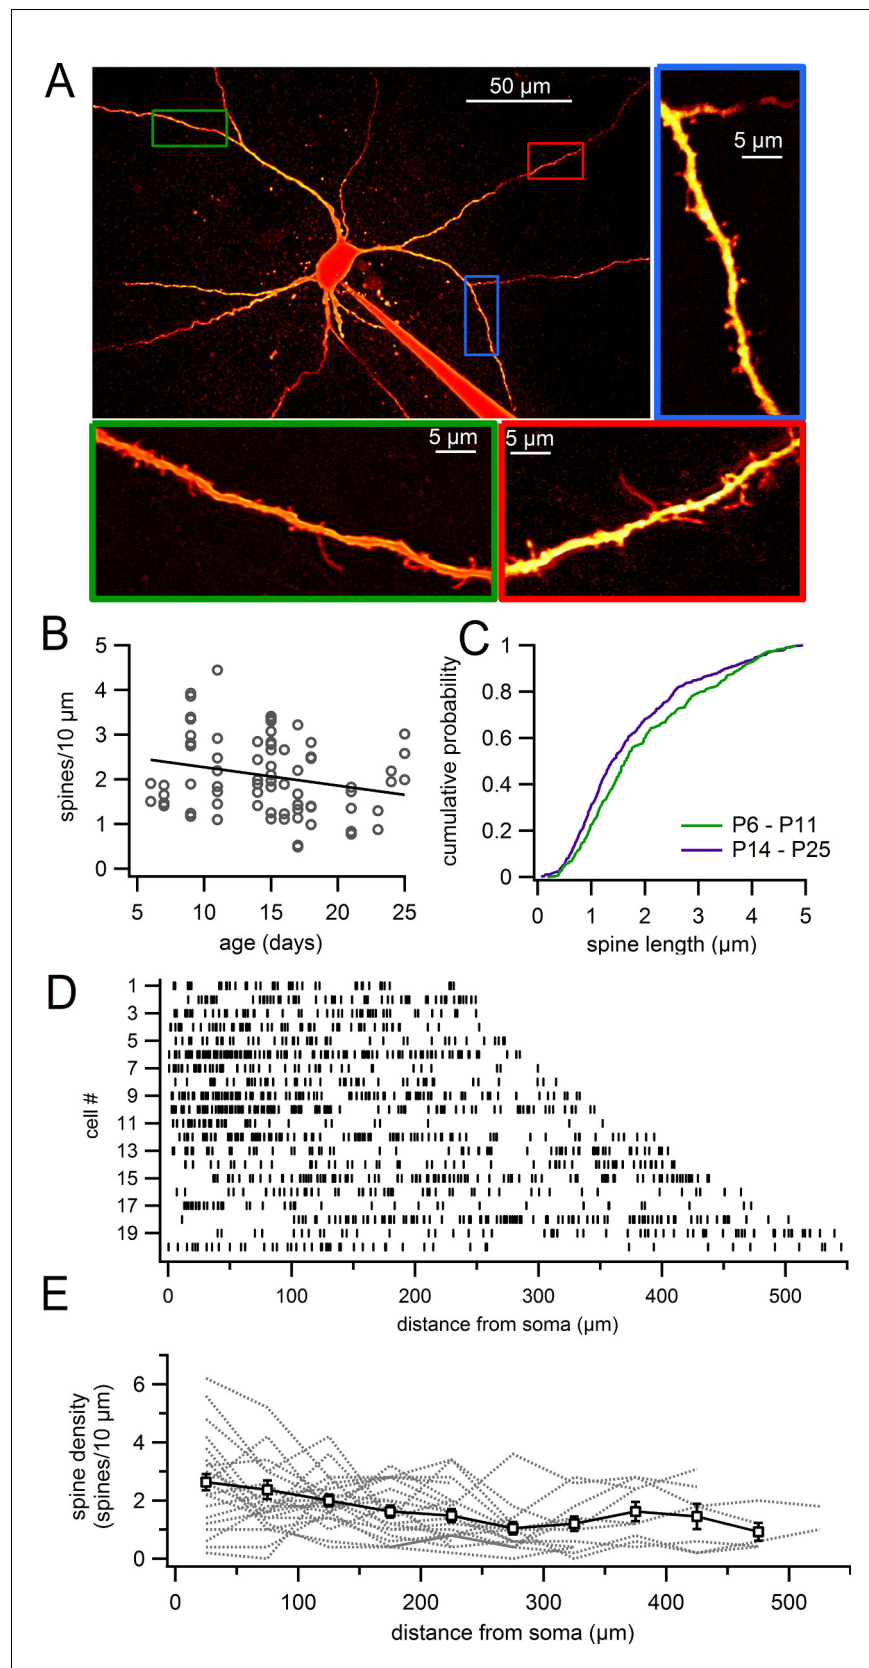 A
50 µm
5 µm
5 µm
5 µm
B
5
4
3
2
1
0
spines/10 µm
5
10
15
20
25
age (days)
C
1
0.8
0.6
0.4
0.2
0
cumulative probability
P6 - P11
P14 - P25
0
1
2
3
4
5
spine length (µm)
D
1
3
5
7
9
11
13
15
17
19
cell #
0
100
200
300
400
500
distance from soma (µm)
E
6
4
2
0
spine density
(spines/10 µm)
0
100
200
300
400
500
distance from soma (µm)